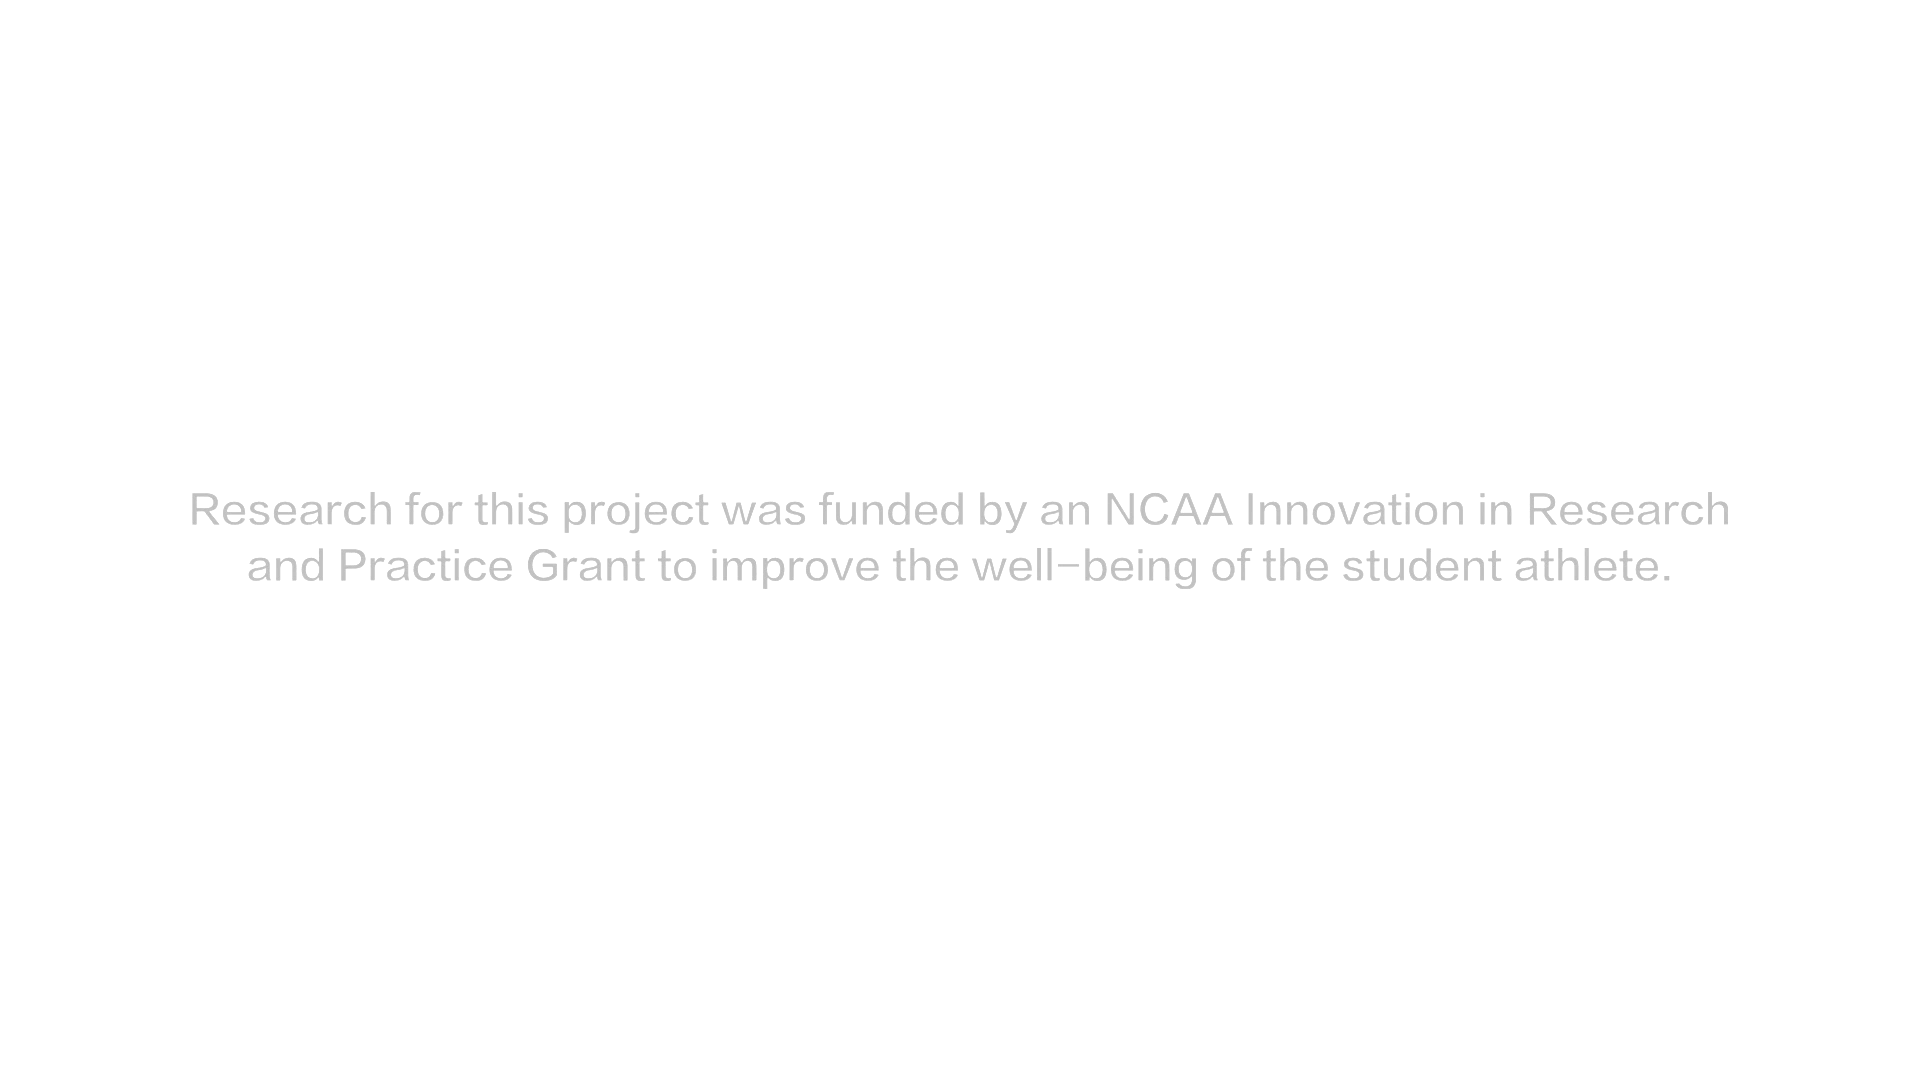 Research for this project was funded by an NCAA Innovation in Research
and Practice Grant to improve the well-being of the student athlete.